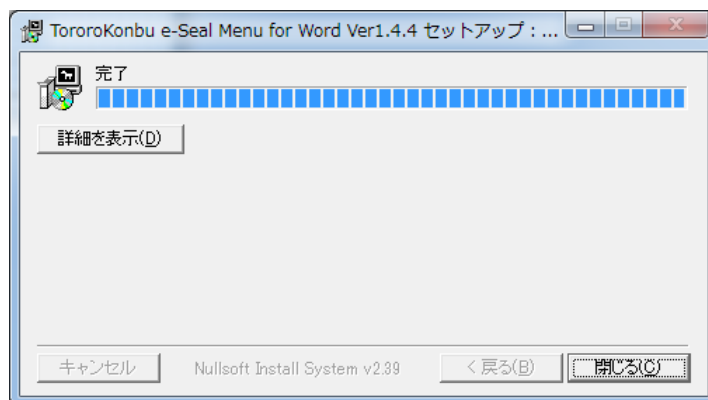 TororoKonbu e-Seal Menu for Word Ver1.4.4 セットアップ : ...
完了
詳細を表示(D)
キャンセル
Nullsoft Install System v2.39
< 戻る(B)
閉じる(C)